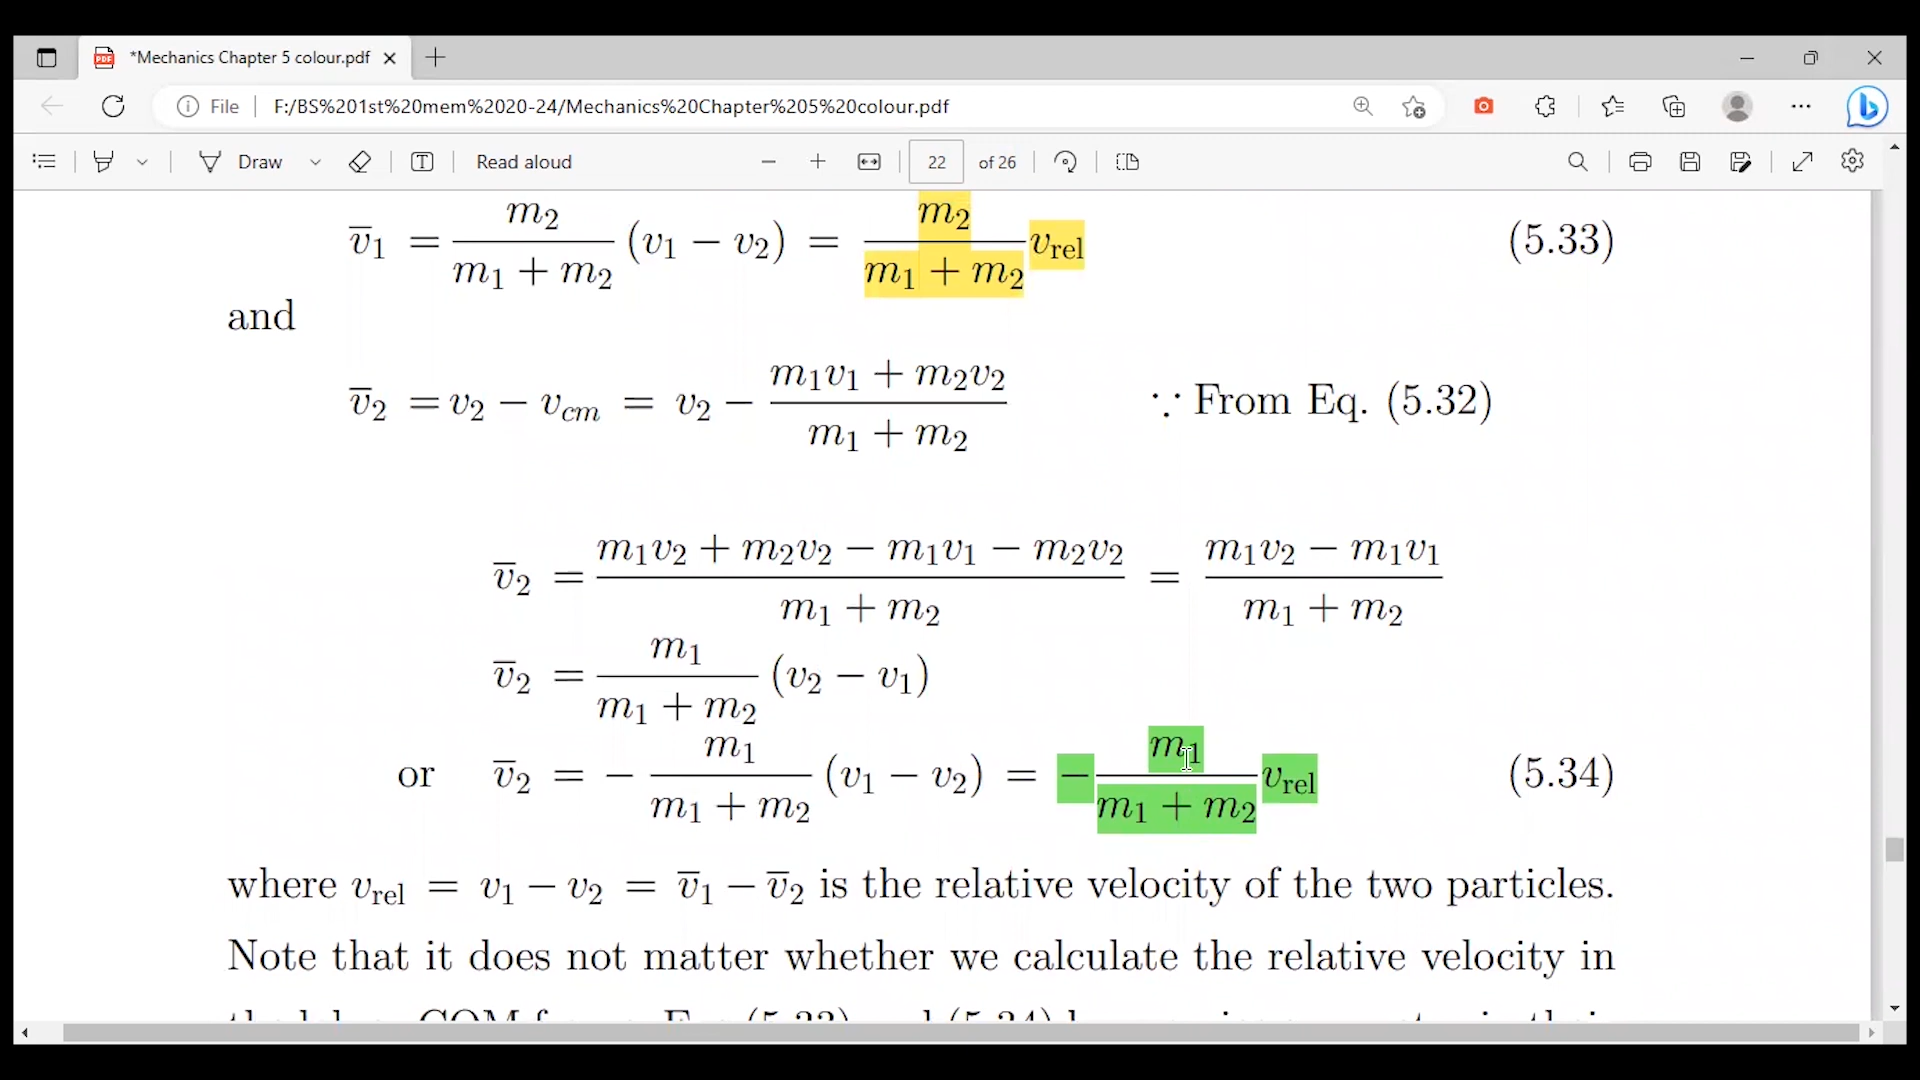 *Mechanics Chapter 5 colour.pdf
File F:/BS%201st%20mem%2020-24/Mechanics%20Chapter%205%20colour.pdf
Draw Read aloud 22 of 26
v̅₁ = m₂/(m₁ + m₂) (v₁ − v₂) = m₂/(m₁ + m₂) v_rel (5.33)
and
v̅₂ = v₂ − v_cm = v₂ − (m₁v₁ + m₂v₂)/(m₁ + m₂) ∵ From Eq. (5.32)
v̅₂ = (m₁v₂ + m₂v₂ − m₁v₁ − m₂v₂)/(m₁ + m₂) = (m₁v₂ − m₁v₁)/(m₁ + m₂)
v̅₂ = m₁/(m₁ + m₂) (v₂ − v₁)
or v̅₂ = − m₁/(m₁ + m₂) (v₁ − v₂) = − m₁/(m₁ + m₂) v_rel (5.34)
where v_rel = v₁ − v₂ = v̅₁ − v̅₂ is the relative velocity of the two particles.
Note that it does not matter whether we calculate the relative velocity in